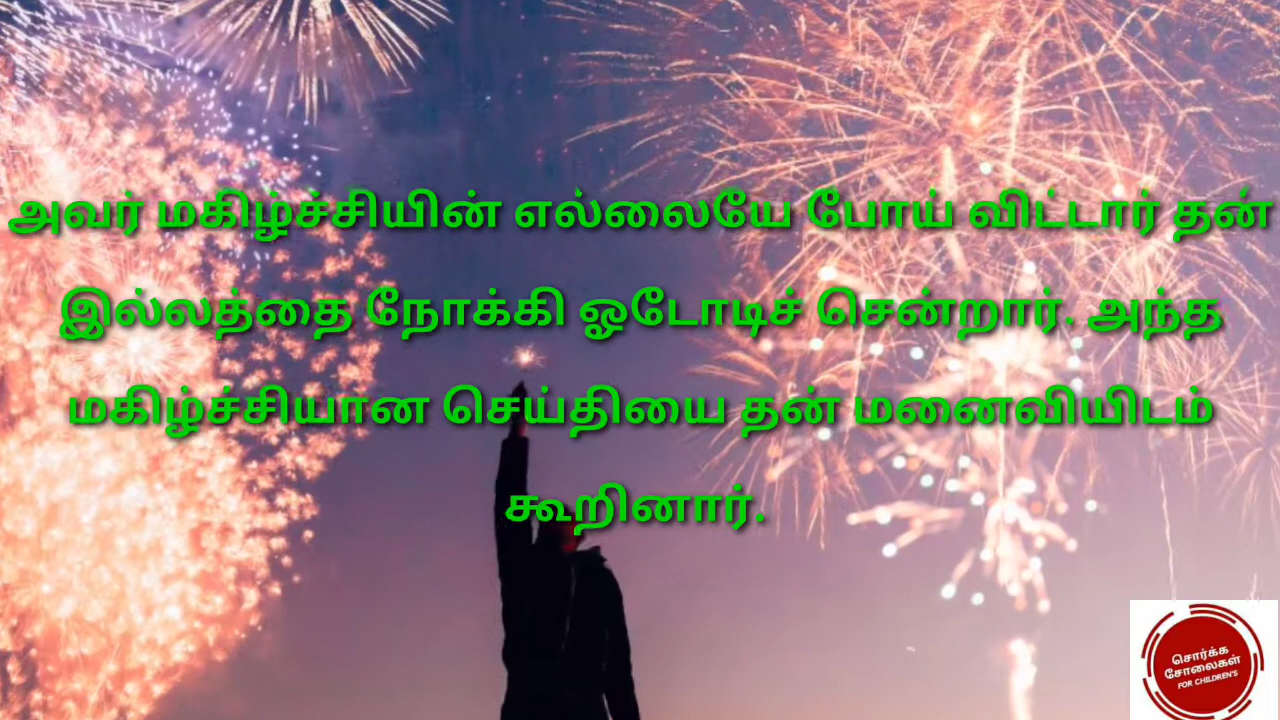 அவர் மகிழ்ச்சியின் எல்லையே போய் விட்டார் தன்
இல்லத்தை நோக்கி ஓடோடிச் சென்றார். அந்த
மகிழ்ச்சியான செய்தியை தன் மனைவியிடம்
கூறினார்.
சொர்க்க
சோலைகள்
FOR CHILDREN'S